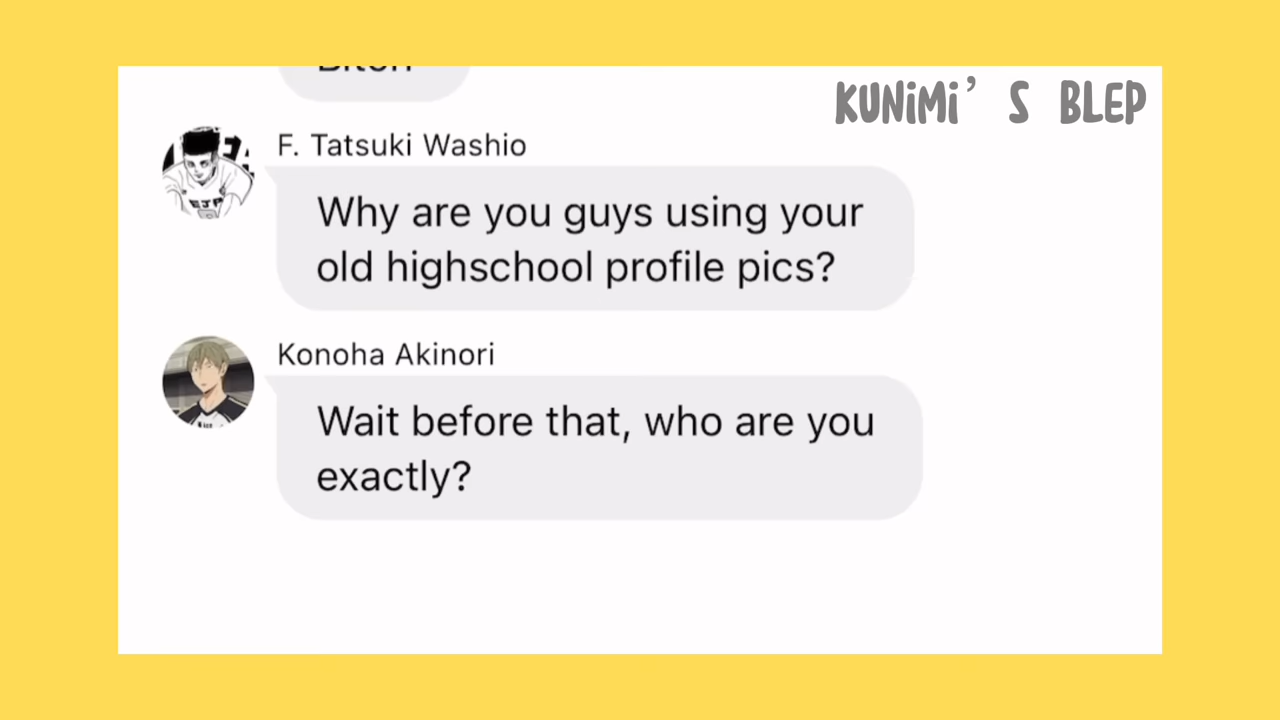 KUNiMi’ S BLEP
F. Tatsuki Washio
Why are you guys using your
old highschool profile pics?
Konoha Akinori
Wait before that, who are you
exactly?